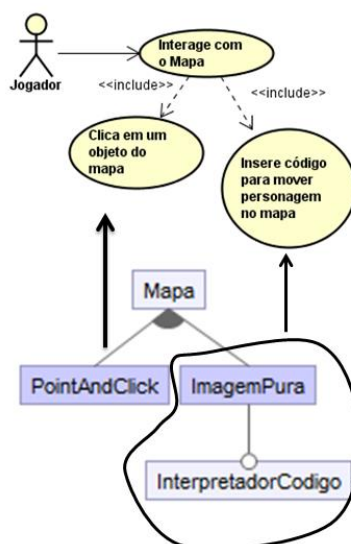 Interage com
o Mapa
Jogador
<<include>>
<<include>>
Clica em um
objeto do
mapa
Insere código
para mover
personagem
no mapa
Mapa
PointAndClick
ImagemPura
InterpretadorCodigo